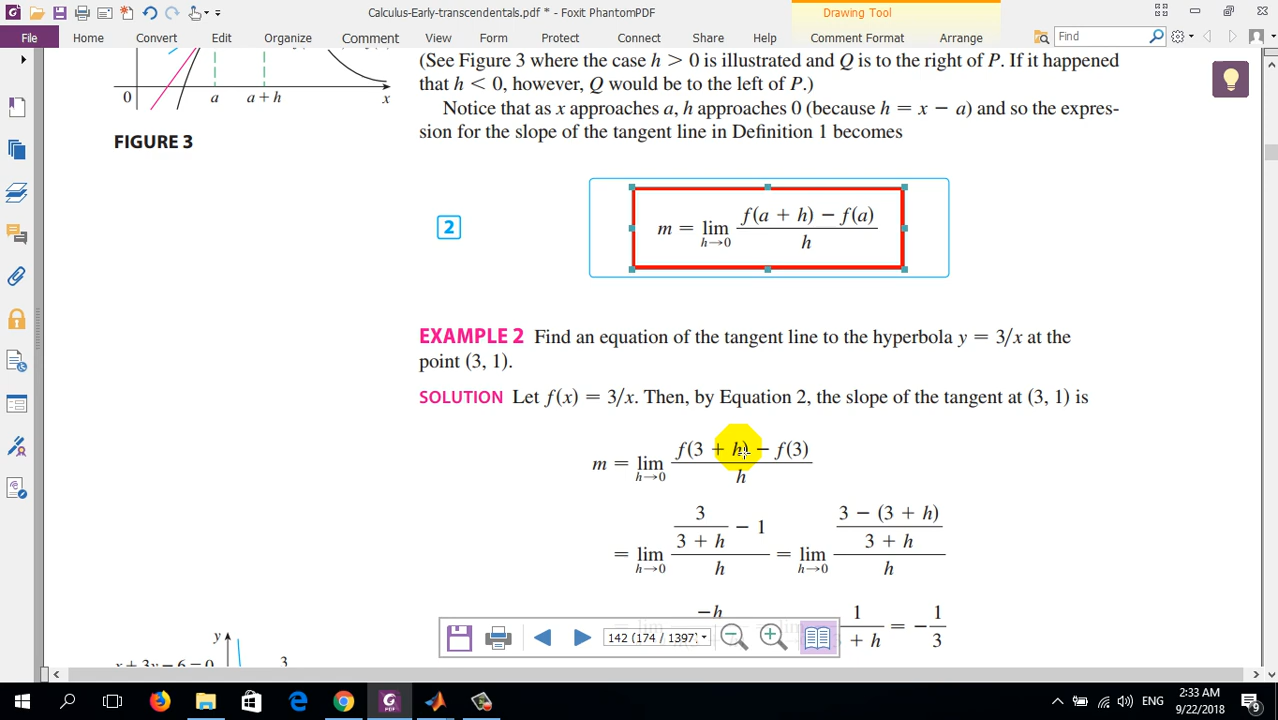 Calculus-Early-transcendentals.pdf * - Foxit PhantomPDF
Drawing Tool
File Home Convert Edit Organize Comment View Form Protect Connect Share Help Comment Format Arrange Find
(See Figure 3 where the case h > 0 is illustrated and Q is to the right of P. If it happened
that h < 0, however, Q would be to the left of P.)
0 a a + h x
Notice that as x approaches a, h approaches 0 (because h = x − a) and so the expres-
sion for the slope of the tangent line in Definition 1 becomes
FIGURE 3
2
m = lim h→0 f(a + h) − f(a) / h
EXAMPLE 2 Find an equation of the tangent line to the hyperbola y = 3/x at the
point (3, 1).
SOLUTION Let f(x) = 3/x. Then, by Equation 2, the slope of the tangent at (3, 1) is
m = lim h→0 f(3 + h) − f(3) / h
= lim h→0 3 / 3 + h − 1 / h = lim h→0 3 − (3 + h) / 3 + h / h
−h 1 / + h = − 1 / 3
142 (174 / 1397)
y
x + 3y − 6 = 0
3
ENG
2:33 AM
9/22/2018
9